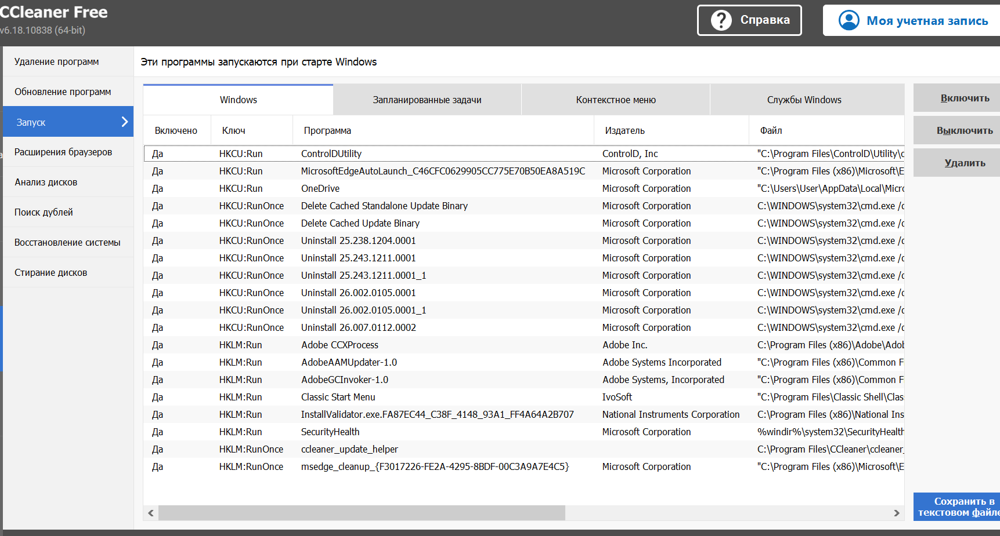 CCleaner Free
v6.18.10838 (64-bit)
? Справка
Моя учетная запись
Удаление программ
Обновление программ
Запуск
Расширения браузеров
Анализ дисков
Поиск дублей
Восстановление системы
Стирание дисков
Эти программы запускаются при старте Windows
Windows Запланированные задачи Контекстное меню Службы Windows
Включено Ключ Программа Издатель Файл
Да HKCU:Run ControlDUtility ControlD, Inc "C:\Program Files\ControlD\Utility\c
Да HKCU:Run MicrosoftEdgeAutoLaunch_C46CFC0629905CC775E70B50EA8A519C Microsoft Corporation "C:\Program Files (x86)\Microsoft\E
Да HKCU:Run OneDrive Microsoft Corporation "C:\Users\User\AppData\Local\Micro
Да HKCU:RunOnce Delete Cached Standalone Update Binary Microsoft Corporation C:\WINDOWS\system32\cmd.exe /c
Да HKCU:RunOnce Delete Cached Update Binary Microsoft Corporation C:\WINDOWS\system32\cmd.exe /c
Да HKCU:RunOnce Uninstall 25.238.1204.0001 Microsoft Corporation C:\WINDOWS\system32\cmd.exe /c
Да HKCU:RunOnce Uninstall 25.243.1211.0001 Microsoft Corporation C:\WINDOWS\system32\cmd.exe /c
Да HKCU:RunOnce Uninstall 25.243.1211.0001_1 Microsoft Corporation C:\WINDOWS\system32\cmd.exe /c
Да HKCU:RunOnce Uninstall 26.002.0105.0001 Microsoft Corporation C:\WINDOWS\system32\cmd.exe /c
Да HKCU:RunOnce Uninstall 26.002.0105.0001_1 Microsoft Corporation C:\WINDOWS\system32\cmd.exe /c
Да HKCU:RunOnce Uninstall 26.007.0112.0002 Microsoft Corporation C:\WINDOWS\system32\cmd.exe /c
Да HKLM:Run Adobe CCXProcess Adobe Inc. C:\Program Files (x86)\Adobe\Adob
Да HKLM:Run AdobeAAMUpdater-1.0 Adobe Systems Incorporated "C:\Program Files (x86)\Common F
Да HKLM:Run AdobeGCInvoker-1.0 Adobe Systems, Incorporated "C:\Program Files (x86)\Common F
Да HKLM:Run Classic Start Menu IvoSoft "C:\Program Files\Classic Shell\Clas
Да HKLM:Run InstallValidator.exe.FA87EC44_C38F_4148_93A1_FF4A64A2B707 National Instruments Corporation C:\Program Files (x86)\National Ins
Да HKLM:Run SecurityHealth Microsoft Corporation %windir%\system32\SecurityHealth
Да HKLM:RunOnce ccleaner_update_helper C:\Program Files\CCleaner\ccleaner_
Да HKLM:RunOnce msedge_cleanup_{F3017226-FE2A-4295-8BDF-00C3A9A7E4C5} Microsoft Corporation "C:\Program Files (x86)\Microsoft\E
Включить
Выключить
Удалить
Сохранить в
текстовом файле